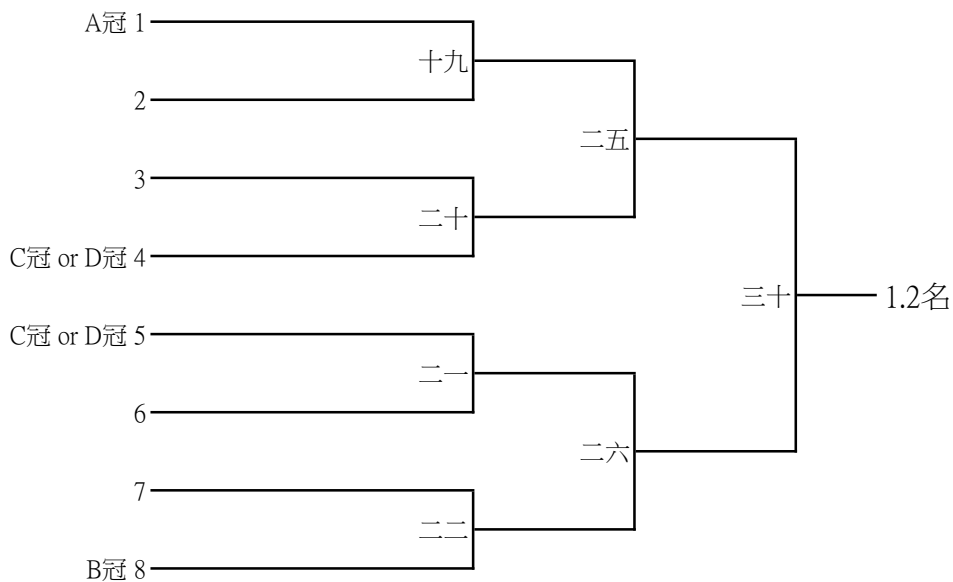 A冠 1
十九
2
二五
3
二十
C冠 or D冠 4
三十
1.2名
C冠 or D冠 5
二一
6
二六
7
二二
B冠 8